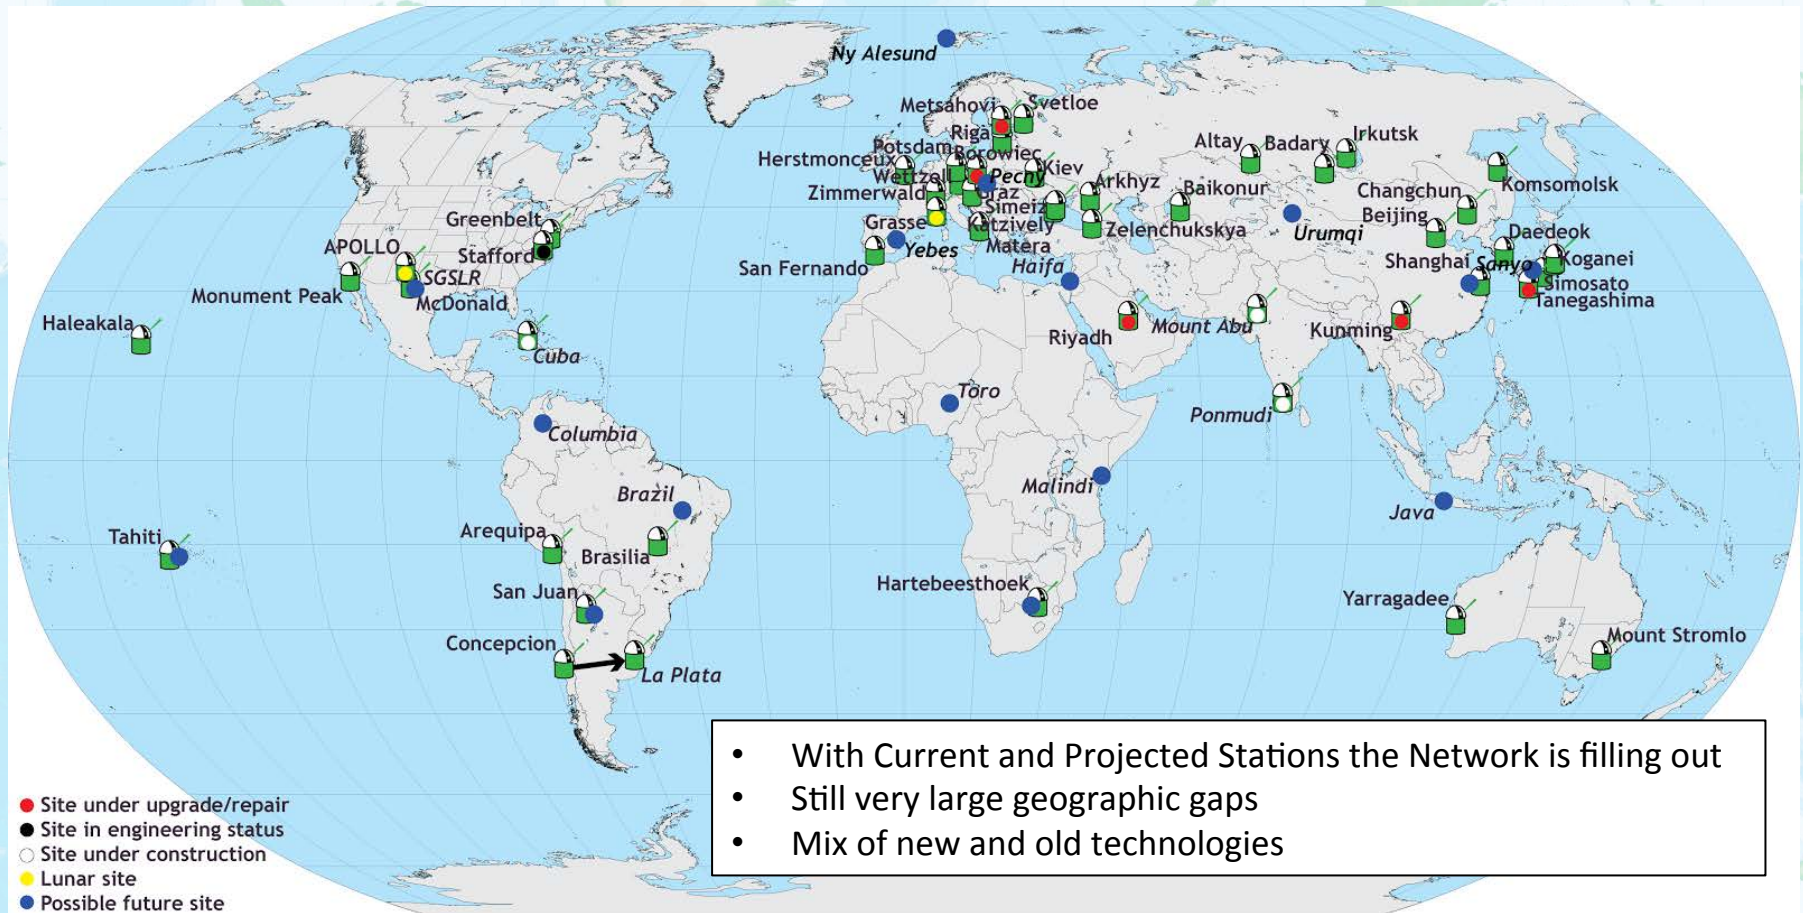 Ny Alesund
Metsahovi
Svetloe
Riga
Potsdam
Borowiec
Herstmonceux
Wettzell
Pecny
Kiev
Zimmerwald
Graz
Arkhyz
Simeiz
Grasse
Katzively
Zelenchukskya
Matera
Yebes
San Fernando
Haifa
Altay
Badary
Irkutsk
Baikonur
Changchun
Komsomolsk
Beijing
Urumqi
Daedeok
Shanghai
Sanyo
Koganei
Simosato
Tanegashima
Riyadh
Mount Abu
Kunming
Ponmudi
Greenbelt
APOLLO
Stafford
SGSLR
McDonald
Monument Peak
Haleakala
Cuba
Columbia
Toro
Malindi
Brazil
Java
Tahiti
Arequipa
Brasilia
San Juan
Hartebeesthoek
Yarragadee
Concepcion
La Plata
Mount Stromlo
• With Current and Projected Stations the Network is filling out
• Still very large geographic gaps
• Mix of new and old technologies
Site under upgrade/repair
Site in engineering status
Site under construction
Lunar site
Possible future site